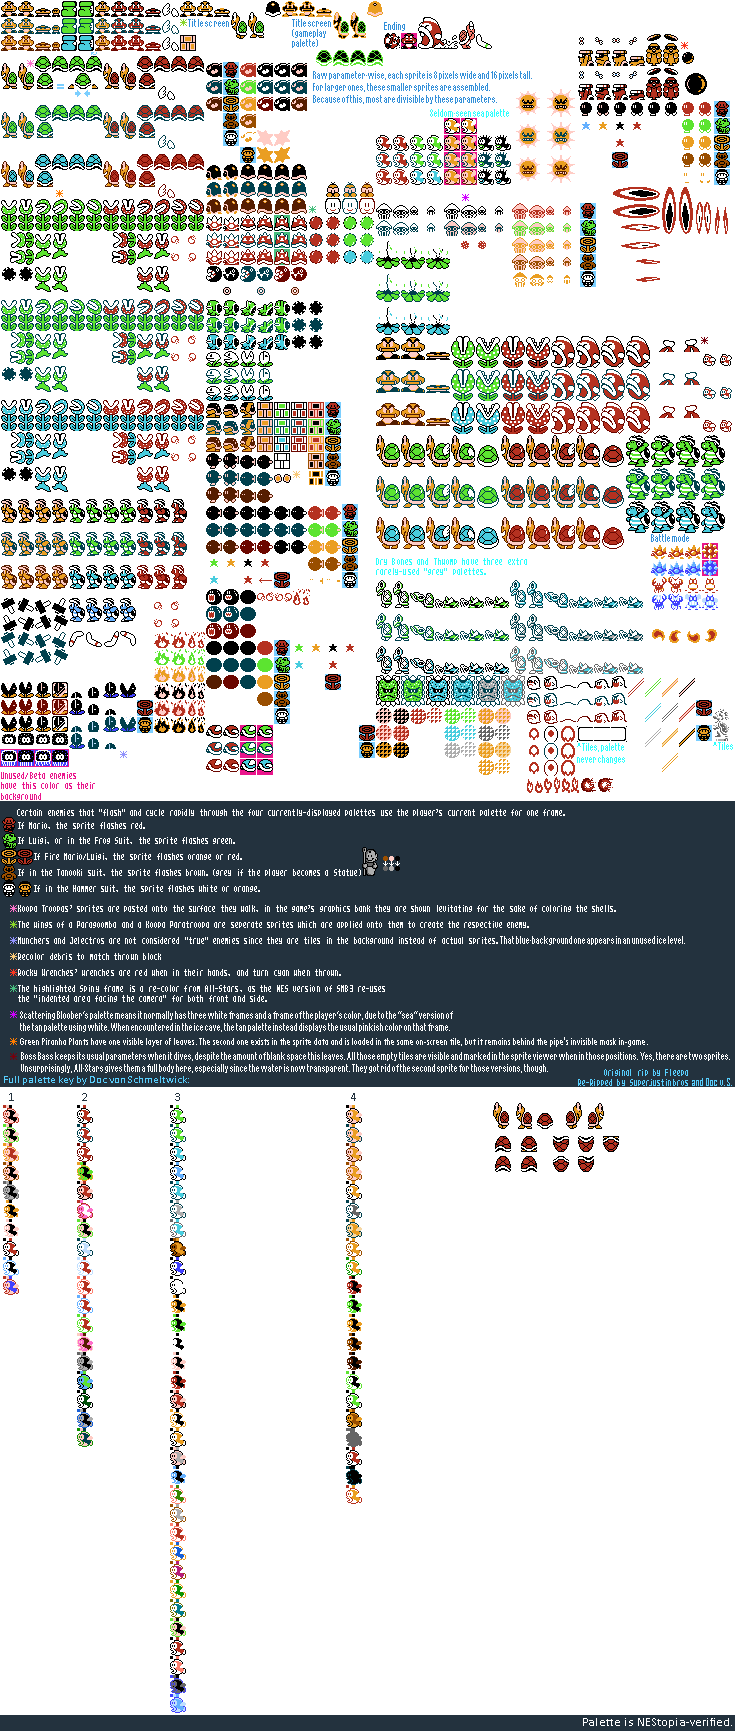 *Title screen
Title screen
(gameplay
palette)
Ending
Raw parameter-wise, each sprite is 8 pixels wide and 16 pixels tall.
For larger ones, these smaller sprites are assembled.
Because of this, most are divisible by these parameters.
Seldom-seen sea palette
Battle mode
Dry Bones and Thwomp have three extra
rarely-used "grey" palettes.
^Tiles, palette
never changes
^Tiles
Unused/Beta enemies
have this color as their
background
Certain enemies that "flash" and cycle rapidly through the four currently-displayed palettes use the player's current palette for one frame.
If Mario, the sprite flashes red.
If Luigi, or in the Frog Suit, the sprite flashes green.
If Fire Mario/Luigi, the sprite flashes orange or red.
If in the Tanooki suit, the sprite flashes brown. (grey if the player becomes a Statue)
If in the Hammer suit, the sprite flashes white or orange.
*Koopa Troopas' sprites are pasted onto the surface they walk, in the game's graphics bank they are shown levitating for the sake of coloring the shells.
*The wings of a Paragoomba and a Koopa Paratroopa are seperate sprites which are applied onto them to create the respective enemy.
*Munchers and Jelectros are not considered "true" enemies since they are tiles in the background instead of actual sprites. That blue-background one appears in an unused ice level.
*Recolor debris to match thrown block
*Rocky Wrenches' wrenches are red when in their hands, and turn cyan when thrown.
*The highlighted Spiny frame is a re-color from All-Stars, as the NES version of SMB3 re-uses
the "indented area facing the camera" for both front and side.
*Scattering Bloober's palette means it normally has three white frames and a frame of the player's color, due to the "sea" version of
the tan palette using white. When encountered in the ice cave, the tan palette instead displays the usual pinkish color on that frame.
*Green Piranha Plants have one visible layer of leaves. The second one exists in the sprite data and is loaded in the same on-screen tile, but it remains behind the pipe's invisible mask in-game.
*Boss Bass keeps its usual parameters when it dives, despite the amount of blank space this leaves. All those empty tiles are visible and marked in the sprite viewer when in those positions. Yes, there are two sprites.
Unsurprisingly, All-Stars gives them a full body here, especially since the water is now transparent. They got rid of the second sprite for those versions, though.
Original rip by Fleepa
Full palette key by Doc von Schmeltwick:
Re-Ripped by Superjustinbros and Doc v.S.
1 2 3 4
Palette is NEStopia-verified.